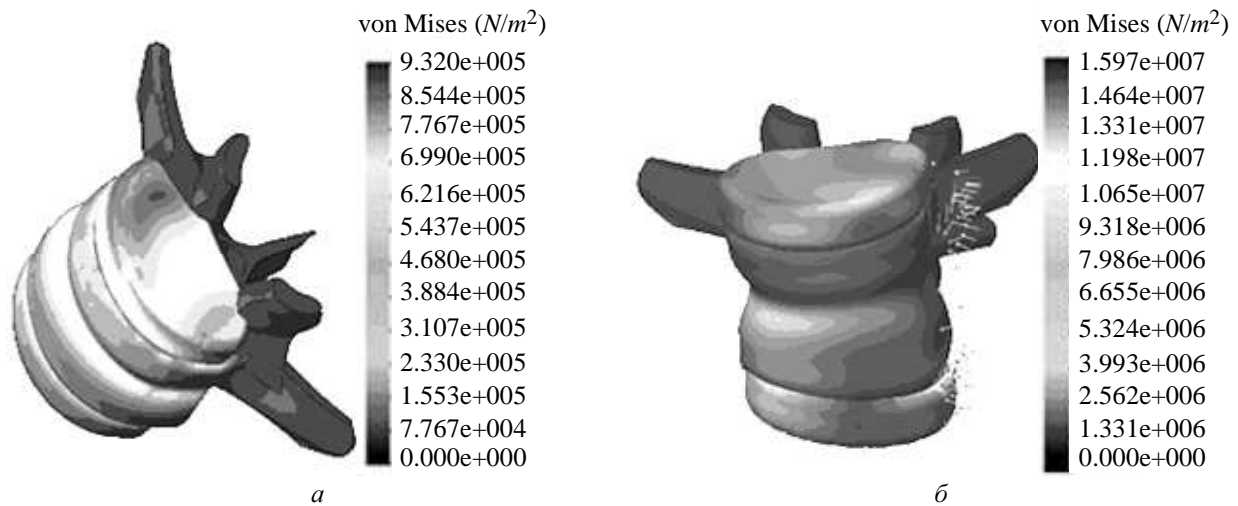 von Mises (N/m²)
9.320e+005
8.544e+005
7.767e+005
6.990e+005
6.216e+005
5.437e+005
4.680e+005
3.884e+005
3.107e+005
2.330e+005
1.553e+005
7.767e+004
0.000e+000
а
von Mises (N/m²)
1.597e+007
1.464e+007
1.331e+007
1.198e+007
1.065e+007
9.318e+006
7.986e+006
6.655e+006
5.324e+006
3.993e+006
2.562e+006
1.331e+006
0.000e+000
б